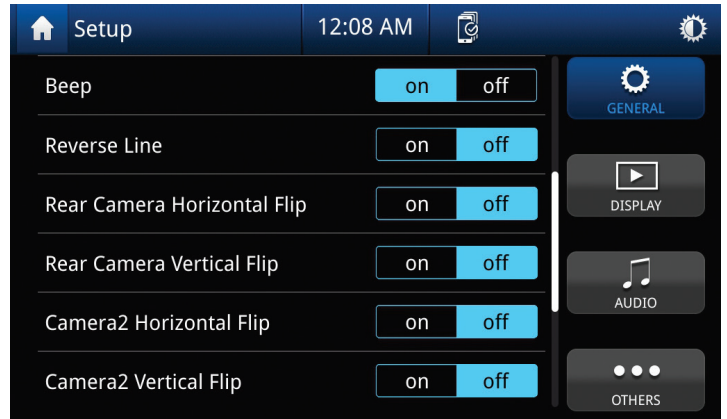 Setup 12:08 AM
Beep on off
GENERAL
Reverse Line on off
Rear Camera Horizontal Flip on off
DISPLAY
Rear Camera Vertical Flip on off
AUDIO
Camera2 Horizontal Flip on off
Camera2 Vertical Flip on off
OTHERS